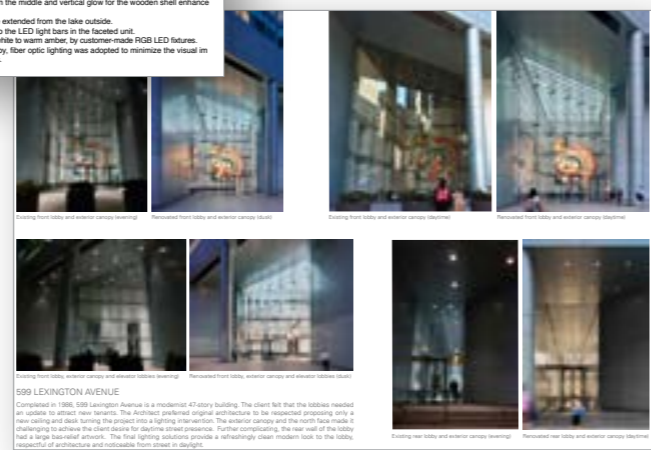 n the middle and vertical glow for the wooden shell enhance
extended from the lake outside.
o the LED light bars in the faceted unit.
white to warm amber, by customer-made RGB LED fixtures.
by, fiber optic lighting was adopted to minimize the visual im
Existing front lobby and exterior canopy (evening)
Renovated front lobby and exterior canopy (dusk)
Existing front lobby and exterior canopy (daytime)
Renovated front lobby and exterior canopy (daytime)
Existing front lobby, exterior canopy and elevator lobbies (evening)
Renovated front lobby, exterior canopy and elevator lobbies (dusk)
599 LEXINGTON AVENUE
Completed in 1986, 599 Lexington Avenue is a modernist 47-story building. The client felt that the lobbies needed
an update to attract new tenants. The Architect preferred original architecture to be respected proposing only a
new ceiling and desk turning the project into a lighting intervention. The exterior canopy and the north face made it
challenging to achieve the client desire for daytime street presence. Further complicating, the rear wall of the lobby
had a large bas-relief artwork. The final lighting solutions provide a refreshingly clean modern look to the lobby,
respectful of architecture and noticeable from street in daylight.
Existing rear lobby and exterior canopy (evening)
Renovated rear lobby and exterior canopy (daytime)